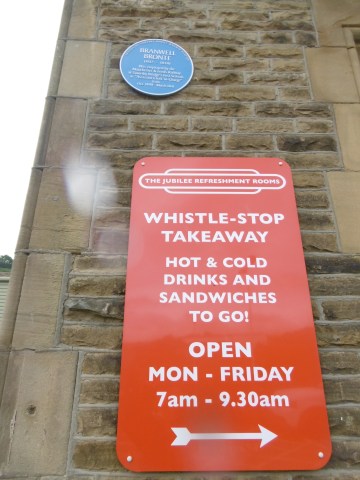 BRANWELL
BRONTË
THE JUBILEE REFRESHMENT ROOMS
WHISTLE-STOP
TAKEAWAY
HOT & COLD
DRINKS AND
SANDWICHES
TO GO!
OPEN
MON - FRIDAY
7am - 9.30am